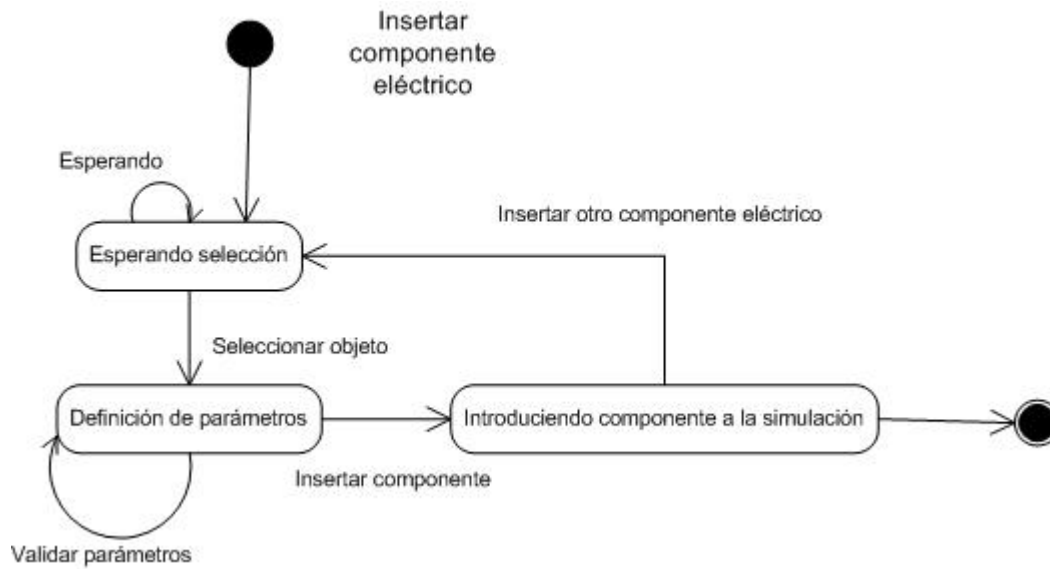 Insertar
componente
eléctrico
Esperando
Insertar otro componente eléctrico
Esperando selección
Seleccionar objeto
Definición de parámetros
Introduciendo componente a la simulación
Insertar componente
Validar parámetros